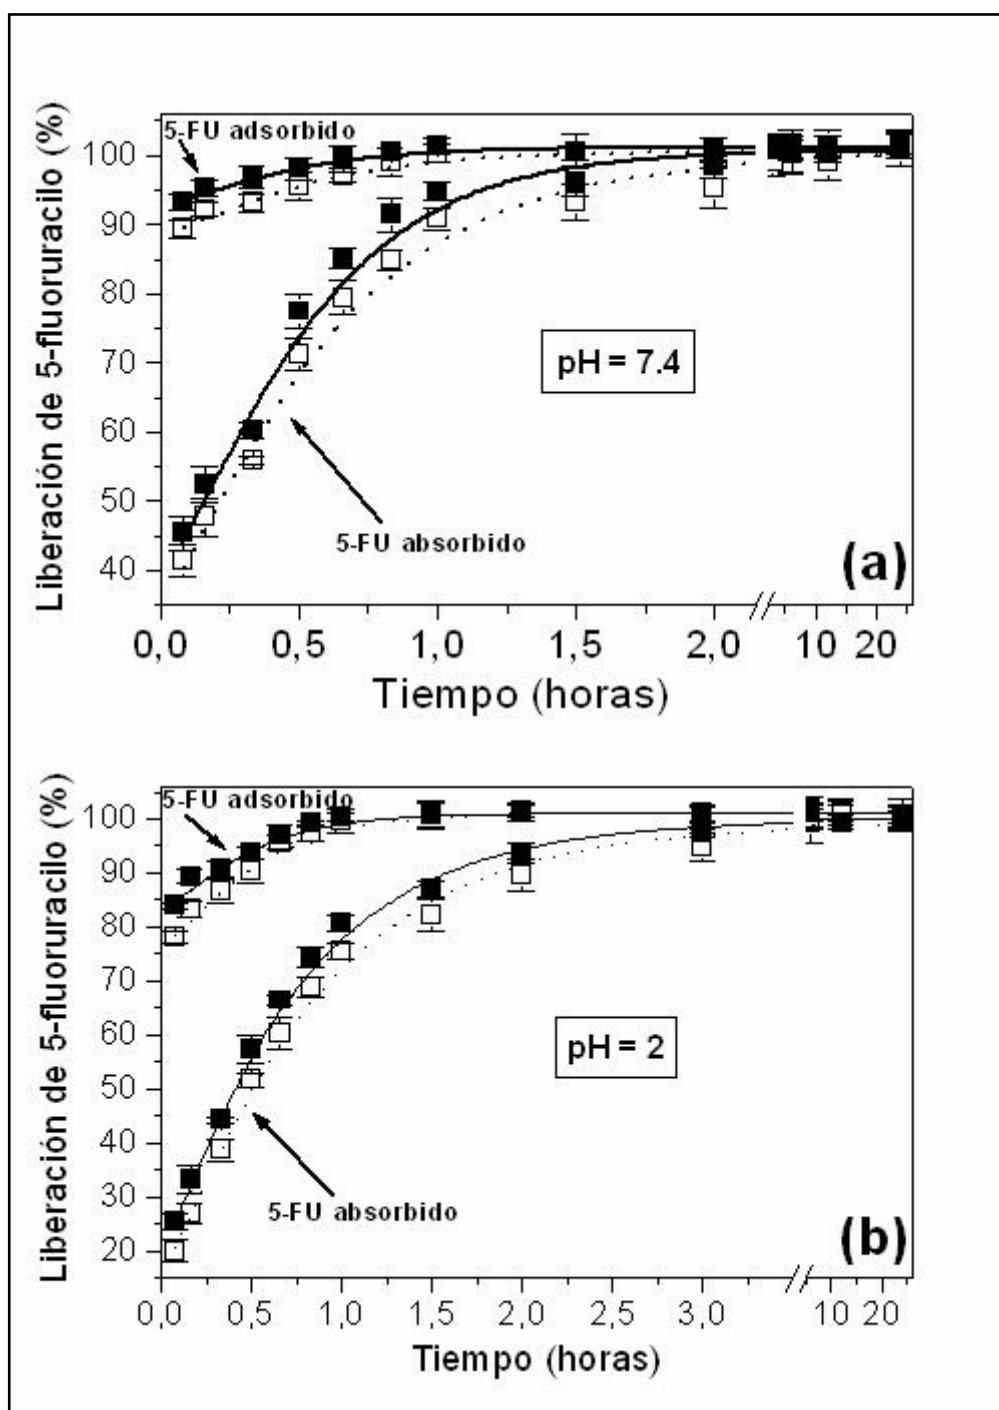 5-FU adsorbido
Liberación de 5-fluoruracilo (%)
100
90
80
70
60
50
40
pH = 7.4
5-FU absorbido
(a)
0,0 0,5 1,0 1,5 2,0 10 20
Tiempo (horas)
5-FU adsorbido
Liberación de 5-fluoruracilo (%)
100
90
80
70
60
50
40
30
20
pH = 2
5-FU absorbido
(b)
0,0 0,5 1,0 1,5 2,0 3,0 10 20
Tiempo (horas)